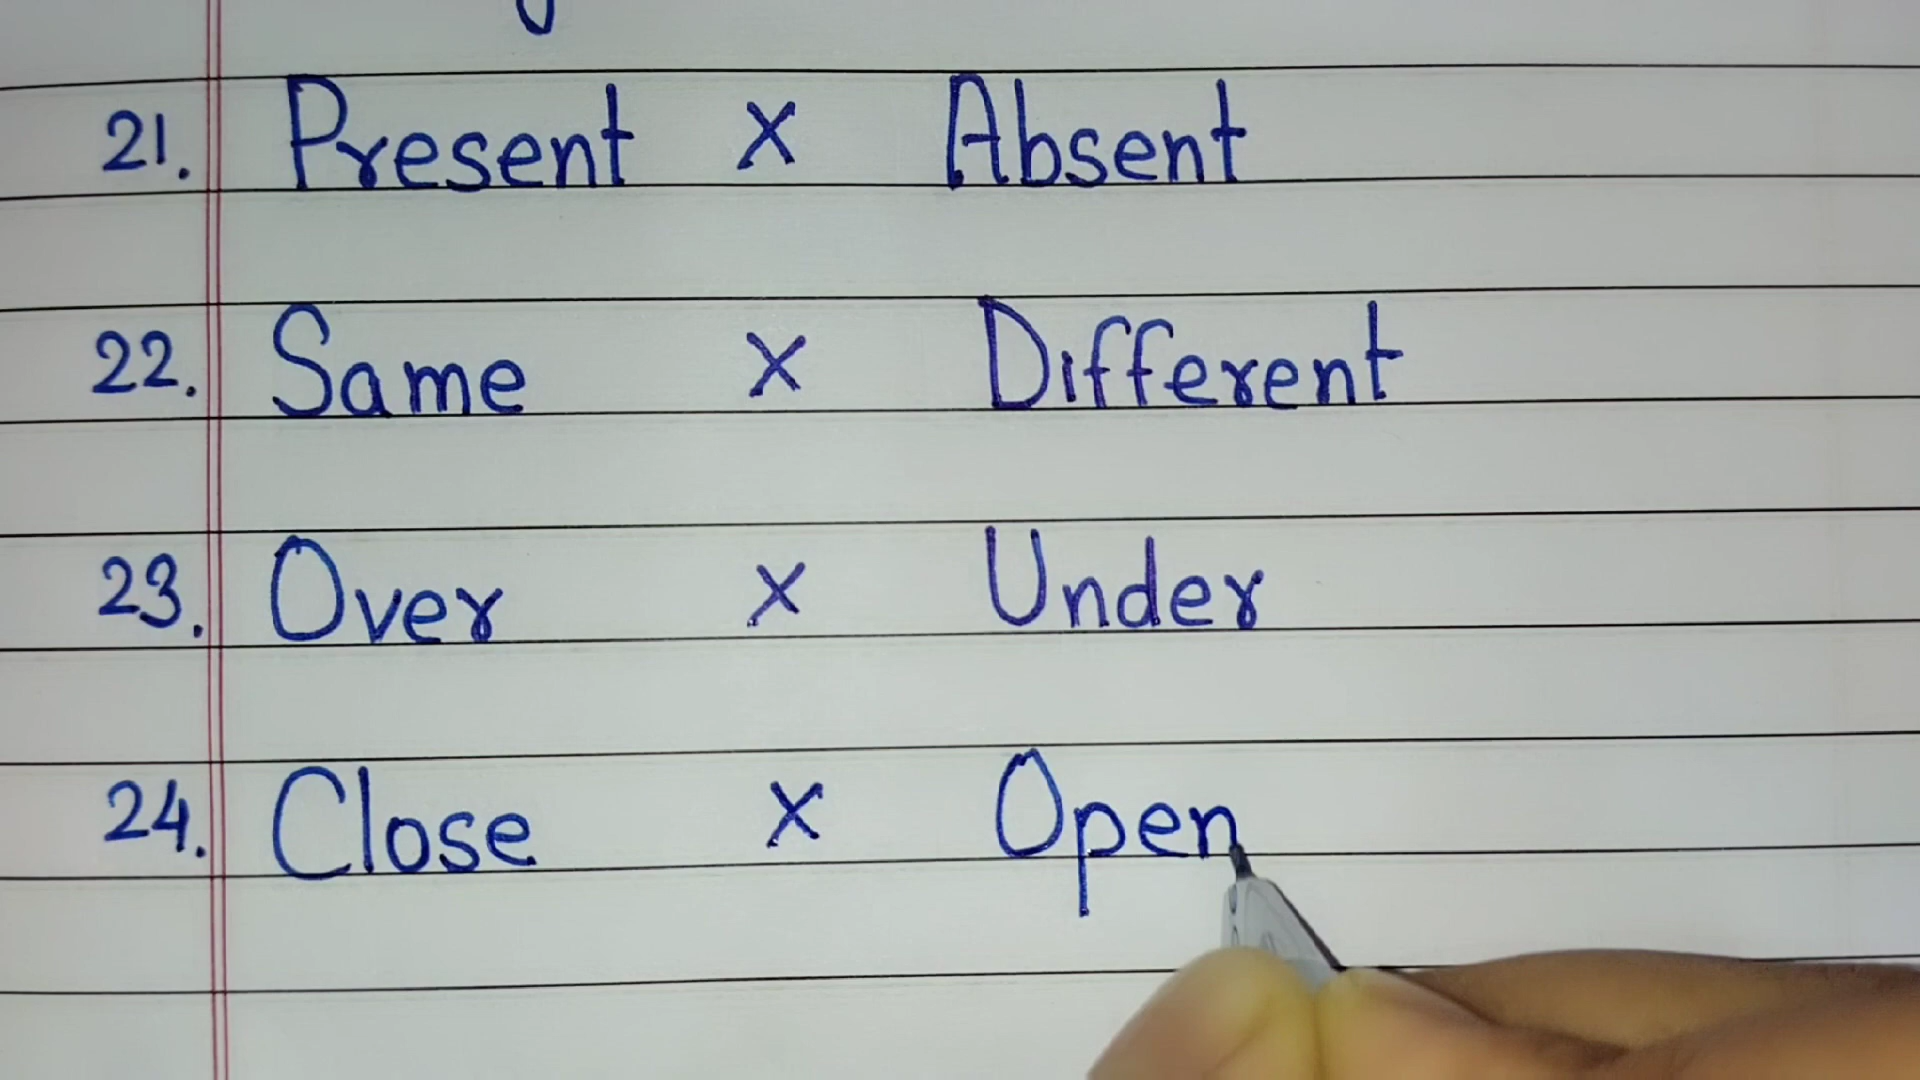 21. Present x Absent
22. Same x Different
23. Over x Under
24. Close x Open